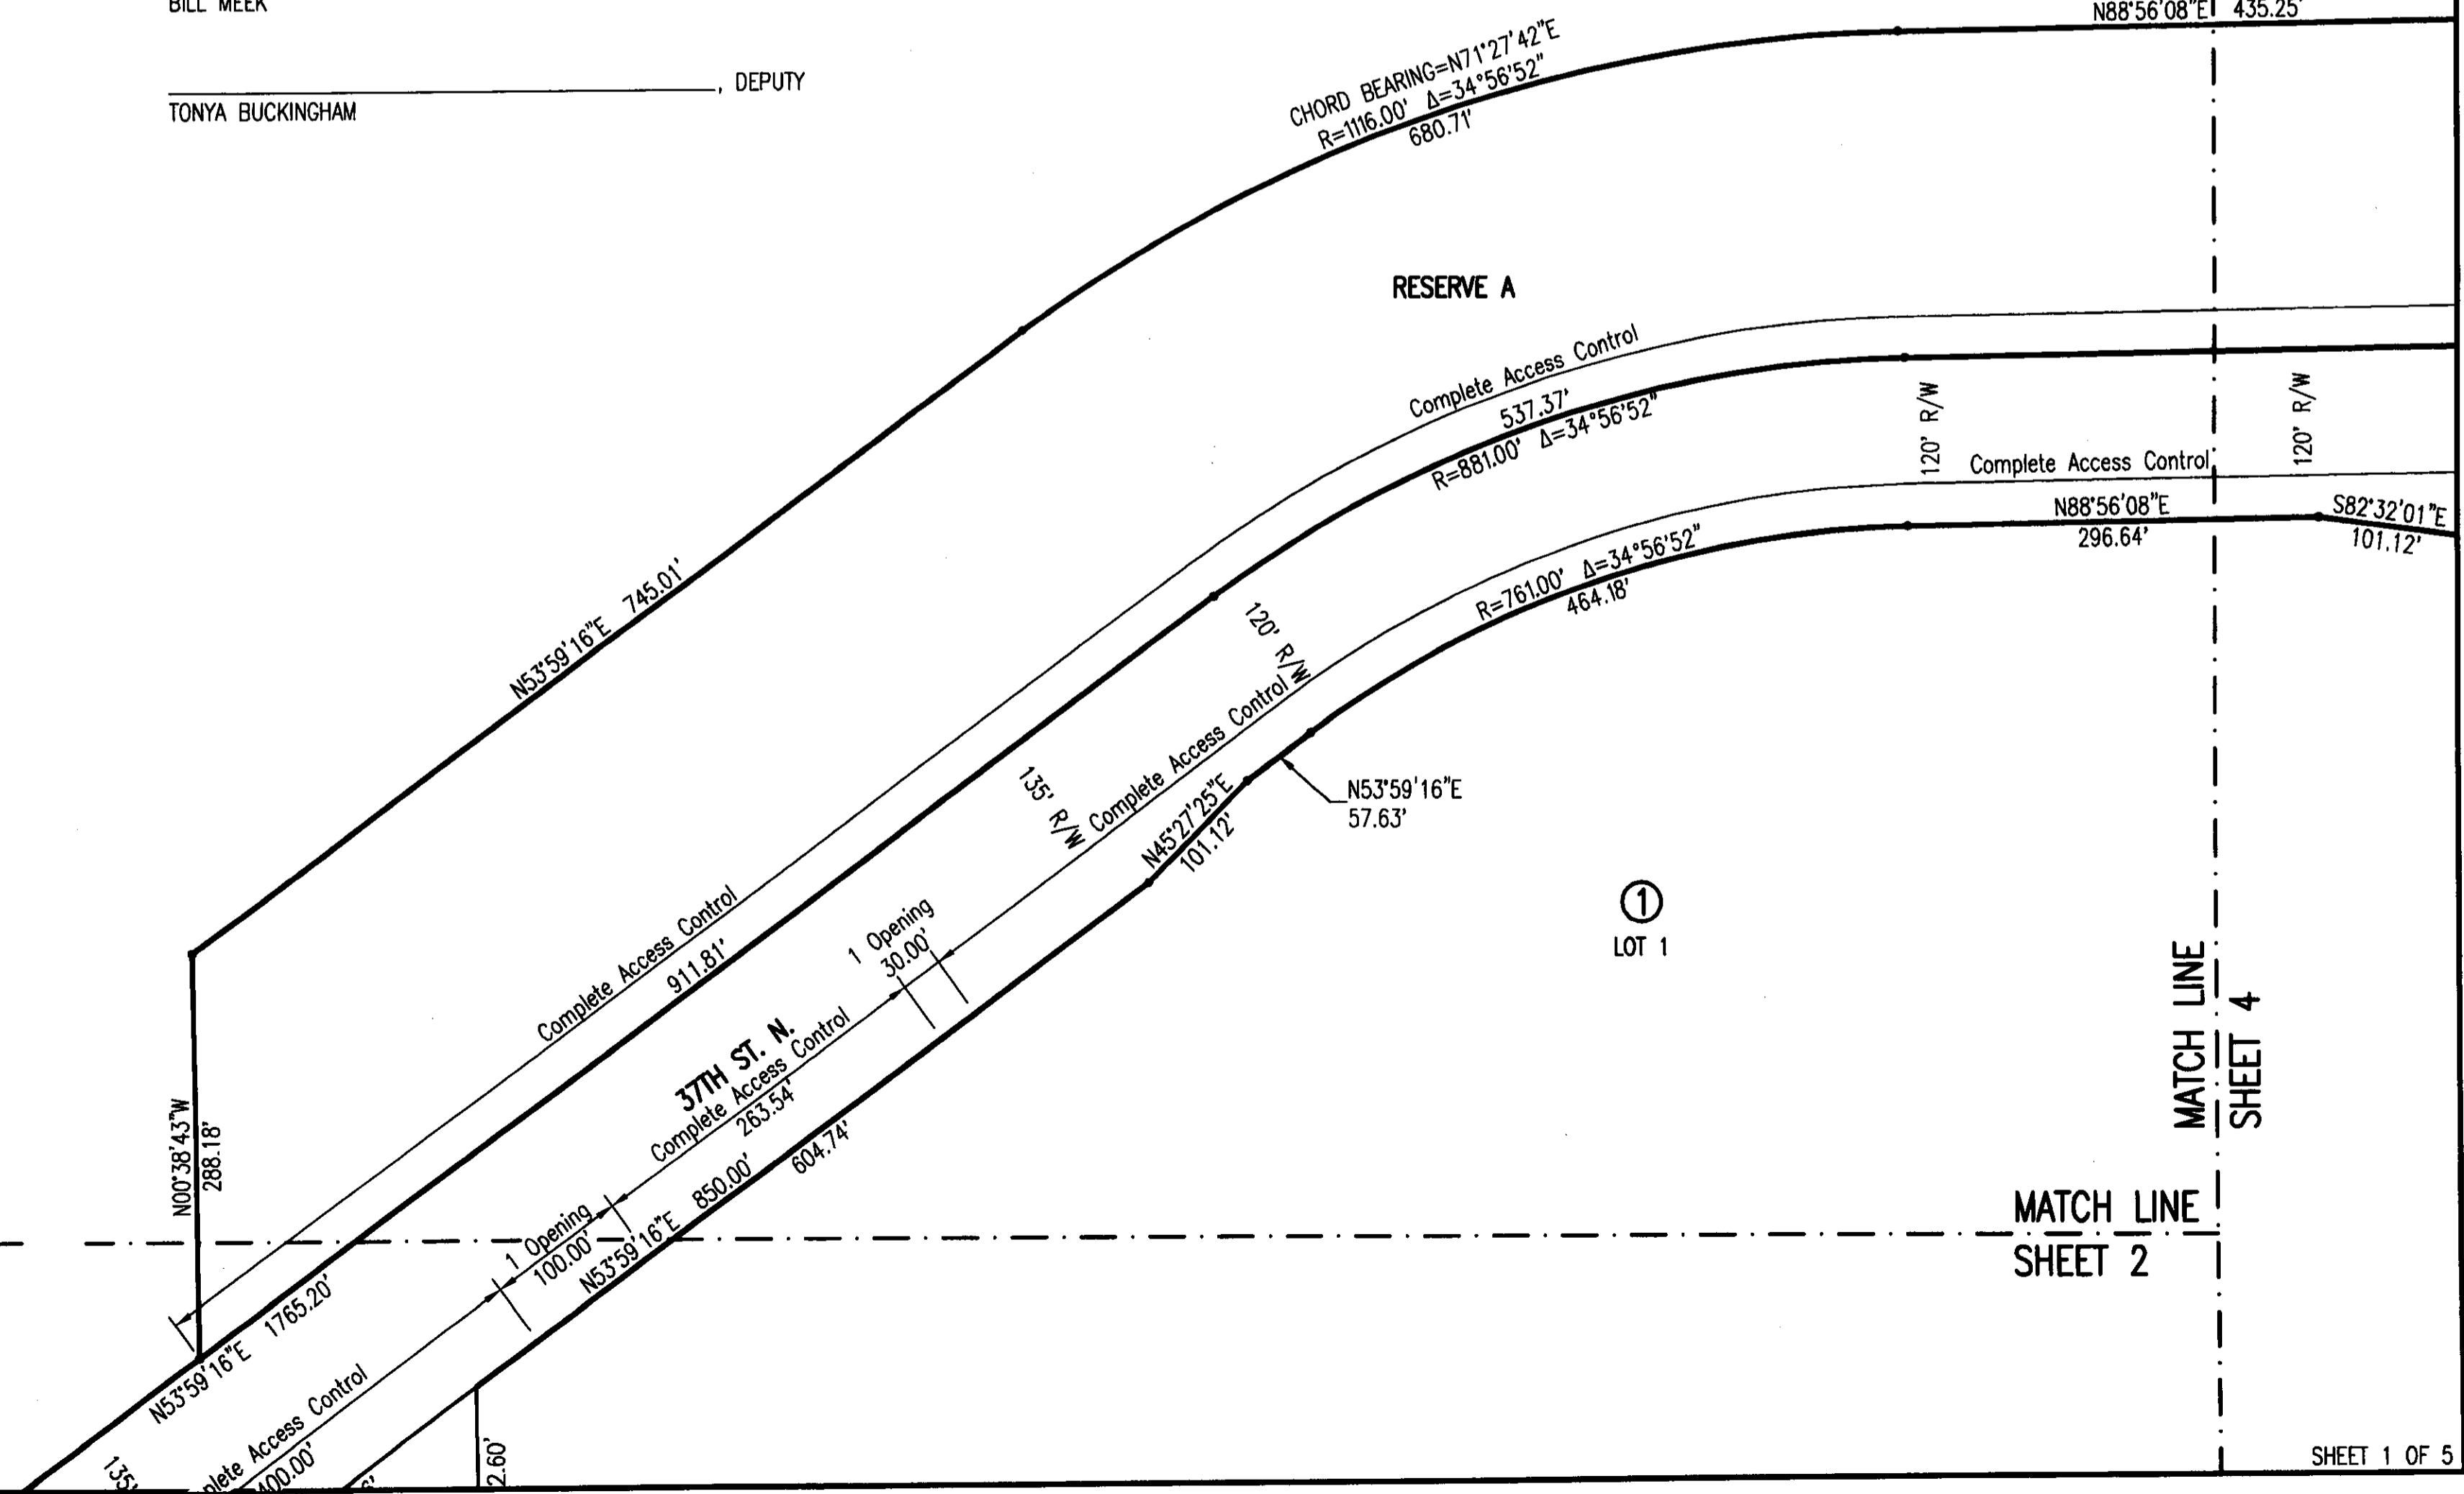 BILL MEEK
, DEPUTY
TONYA BUCKINGHAM
N88°56'08"E 435.25'
CHORD BEARING=N71°27'42"E
R=1116.00' Δ=34°56'52"
680.71'
RESERVE A
Complete Access Control
537.37'
R=881.00' Δ=34°56'52"
120' R/W
120' R/W
Complete Access Control
N88°56'08"E
296.64'
S82°32'01"E
101.12'
R=761.00' Δ=34°56'52"
464.18'
N53°59'16"E 745.01'
120' R/W
Complete Access Control
135' R/W
N45°27'25"E
101.12'
N53°59'16"E
57.63'
1
LOT 1
Complete Access Control
911.81'
1 Opening
30.00'
37TH ST. N.
Complete Access Control
263.54'
604.74'
N00°38'43"W
288.18'
1 Opening
100.00'
N53°59'16"E 850.00'
MATCH LINE
SHEET 4
MATCH LINE
SHEET 2
N53°59'16"E 1765.20'
Access Control
135'
2.60'
SHEET 1 OF 5